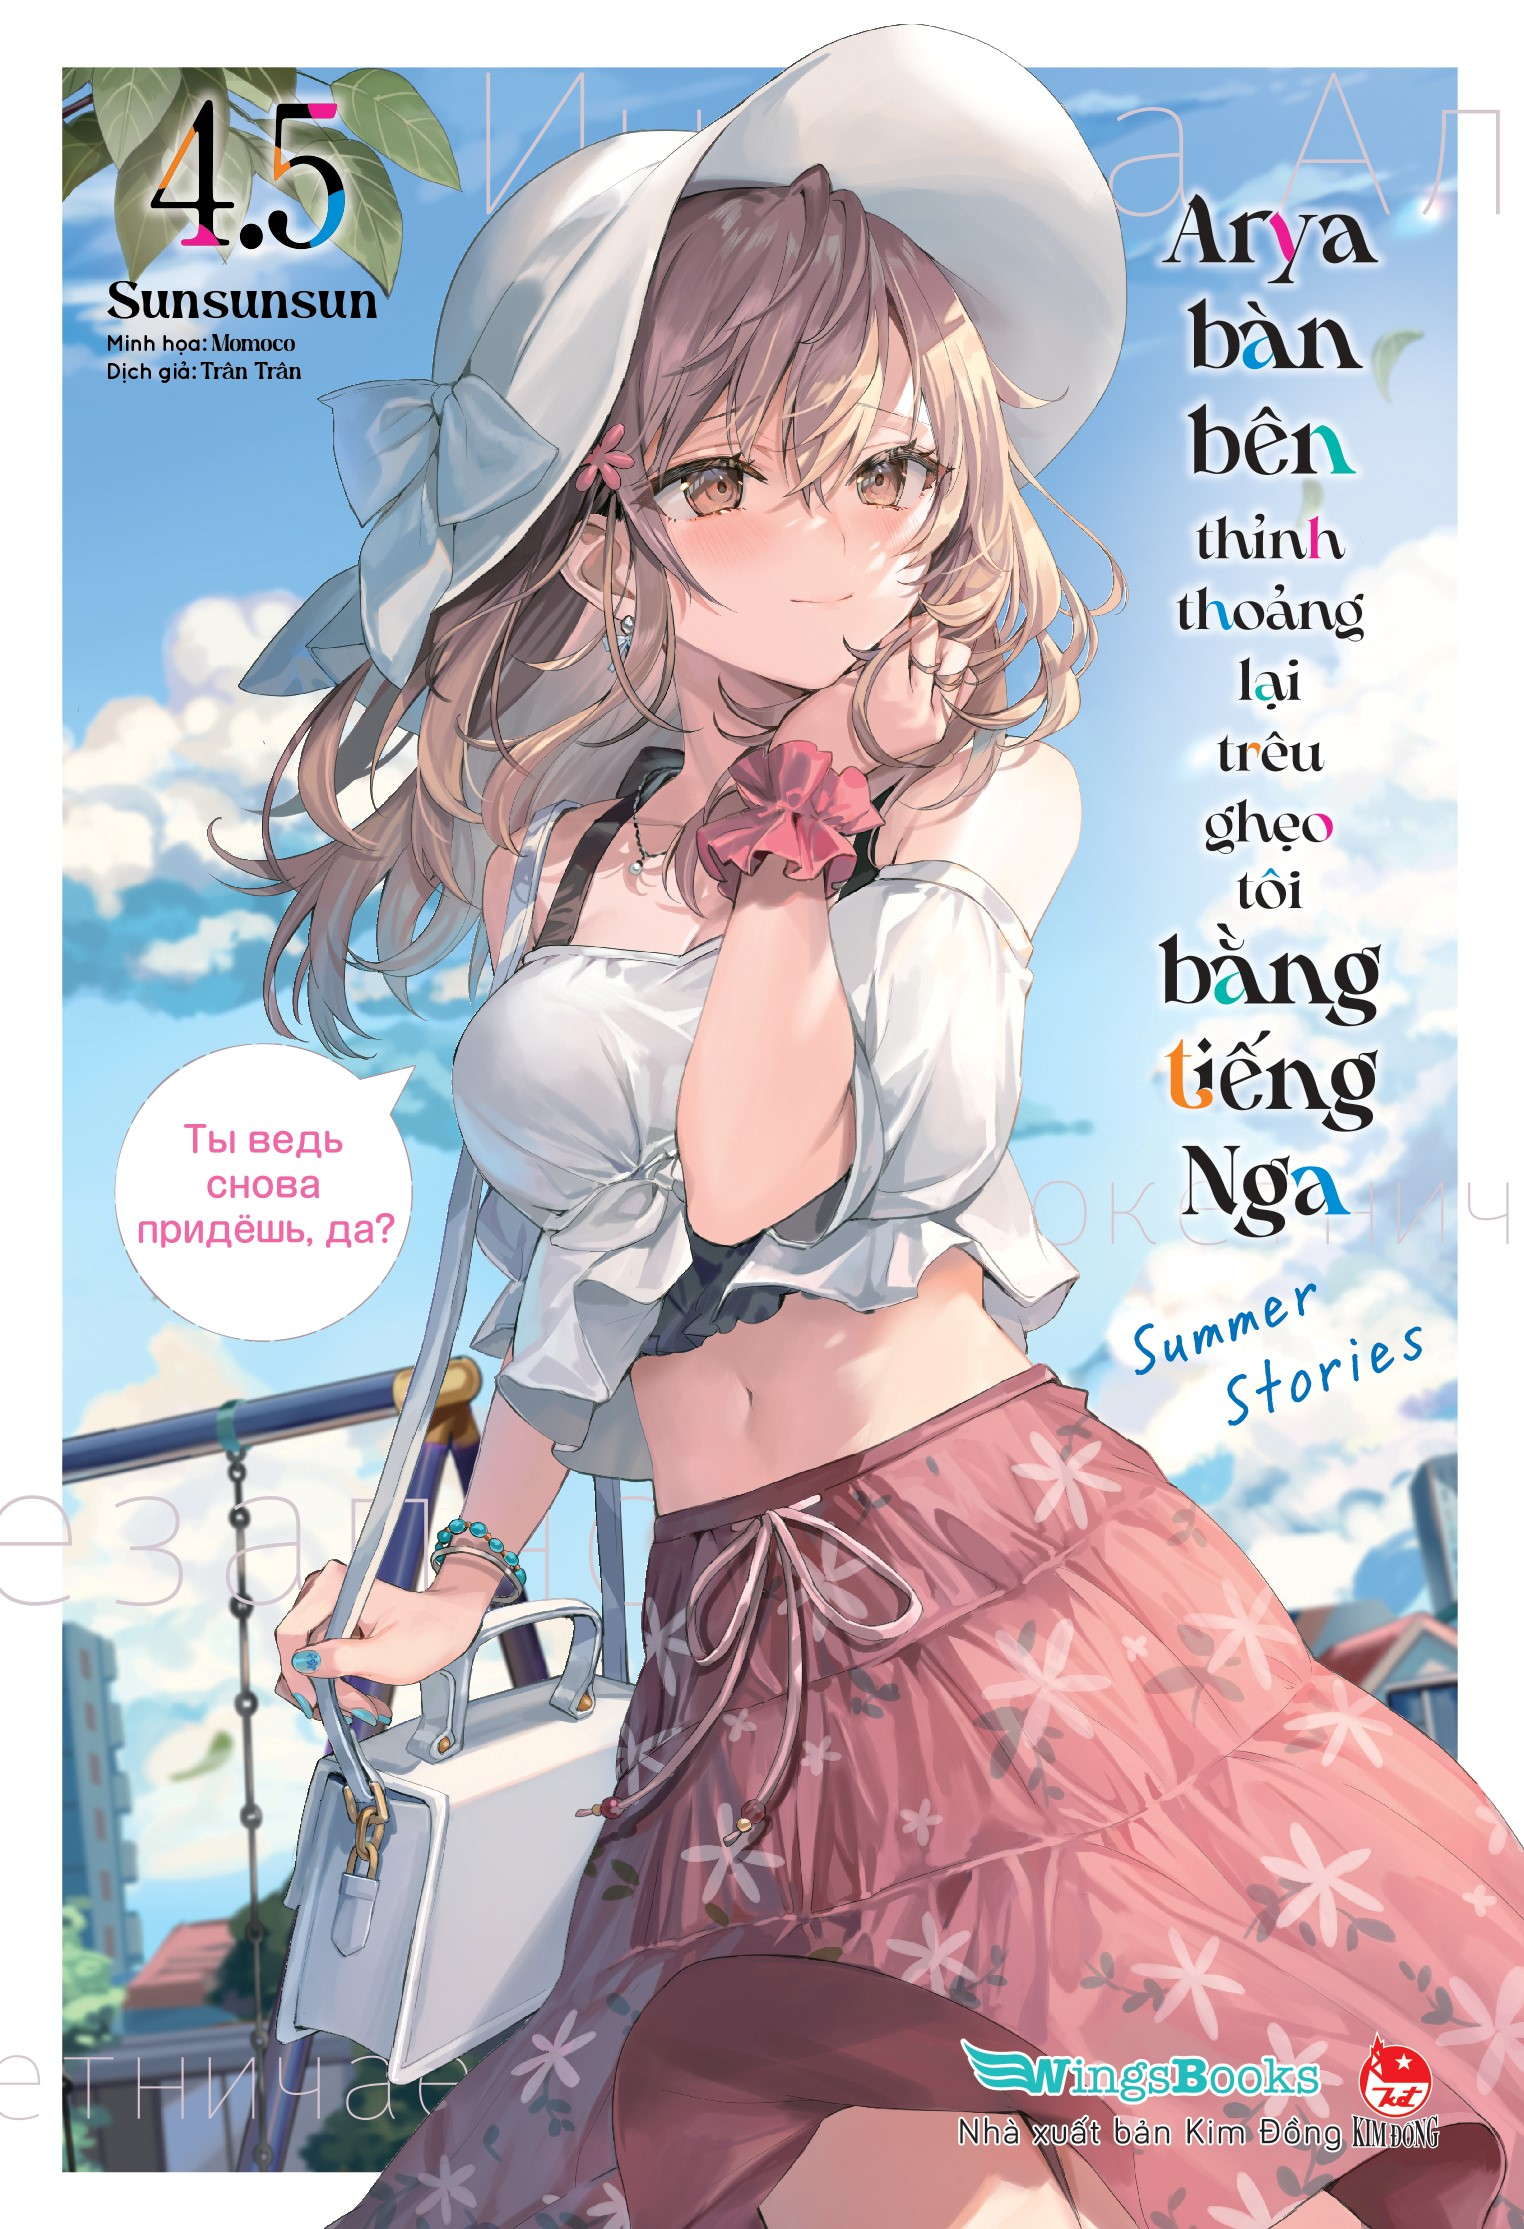 4.5
Sunsunsun
Minh họa: Momoco
Dịch giả: Trân Trân
Arya
bàn
bên
thỉnh
thoảng
lại
trêu
ghẹo
tôi
bằng
tiếng
Nga
Summer
Stories
Ты ведь
снова
придёшь, да?
а Ал
WingsBooks
Nhà xuất bản Kim Đồng
KIM ĐỒNG